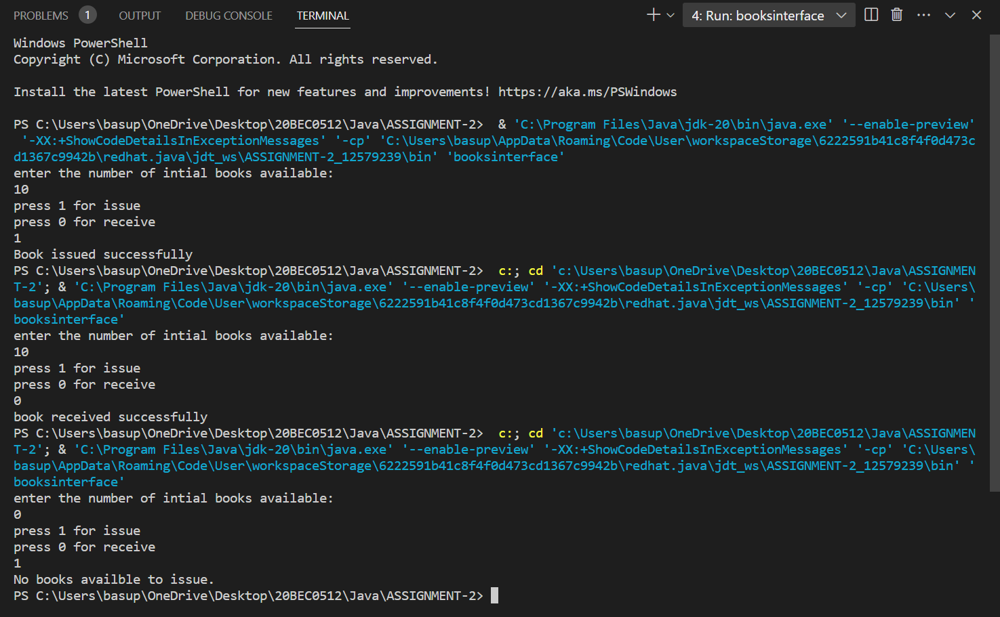 PROBLEMS 1 OUTPUT DEBUG CONSOLE TERMINAL 4: Run: booksinterface
Windows PowerShell
Copyright (C) Microsoft Corporation. All rights reserved.
Install the latest PowerShell for new features and improvements! https://aka.ms/PSWindows
PS C:\Users\basup\OneDrive\Desktop\20BEC0512\Java\ASSIGNMENT-2>  & 'C:\Program Files\Java\jdk-20\bin\java.exe' '--enable-preview'
'-XX:+ShowCodeDetailsInExceptionMessages' '-cp' 'C:\Users\basup\AppData\Roaming\Code\User\workspaceStorage\6222591b41c8f4f0d473c
d1367c9942b\redhat.java\jdt_ws\ASSIGNMENT-2_12579239\bin' 'booksinterface'
enter the number of intial books available:
10
press 1 for issue
press 0 for receive
1
Book issued successfully
PS C:\Users\basup\OneDrive\Desktop\20BEC0512\Java\ASSIGNMENT-2>  c:; cd 'c:\Users\basup\OneDrive\Desktop\20BEC0512\Java\ASSIGNMEN
T-2'; & 'C:\Program Files\Java\jdk-20\bin\java.exe' '--enable-preview' '-XX:+ShowCodeDetailsInExceptionMessages' '-cp' 'C:\Users\
basup\AppData\Roaming\Code\User\workspaceStorage\6222591b41c8f4f0d473cd1367c9942b\redhat.java\jdt_ws\ASSIGNMENT-2_12579239\bin' '
booksinterface'
enter the number of intial books available:
10
press 1 for issue
press 0 for receive
0
book received successfully
PS C:\Users\basup\OneDrive\Desktop\20BEC0512\Java\ASSIGNMENT-2>  c:; cd 'c:\Users\basup\OneDrive\Desktop\20BEC0512\Java\ASSIGNMEN
T-2'; & 'C:\Program Files\Java\jdk-20\bin\java.exe' '--enable-preview' '-XX:+ShowCodeDetailsInExceptionMessages' '-cp' 'C:\Users\
basup\AppData\Roaming\Code\User\workspaceStorage\6222591b41c8f4f0d473cd1367c9942b\redhat.java\jdt_ws\ASSIGNMENT-2_12579239\bin' '
booksinterface'
enter the number of intial books available:
0
press 1 for issue
press 0 for receive
1
No books availble to issue.
PS C:\Users\basup\OneDrive\Desktop\20BEC0512\Java\ASSIGNMENT-2>